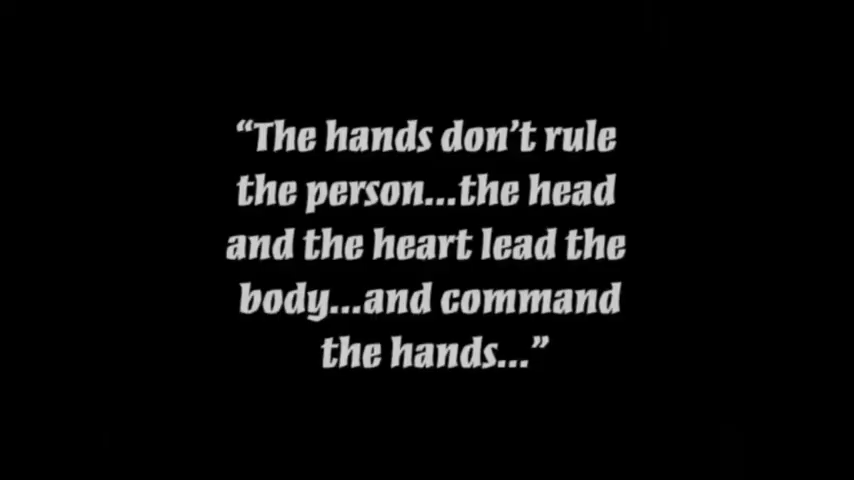 “The hands don’t rule
the person...the head
and the heart lead the
body...and command
the hands...”